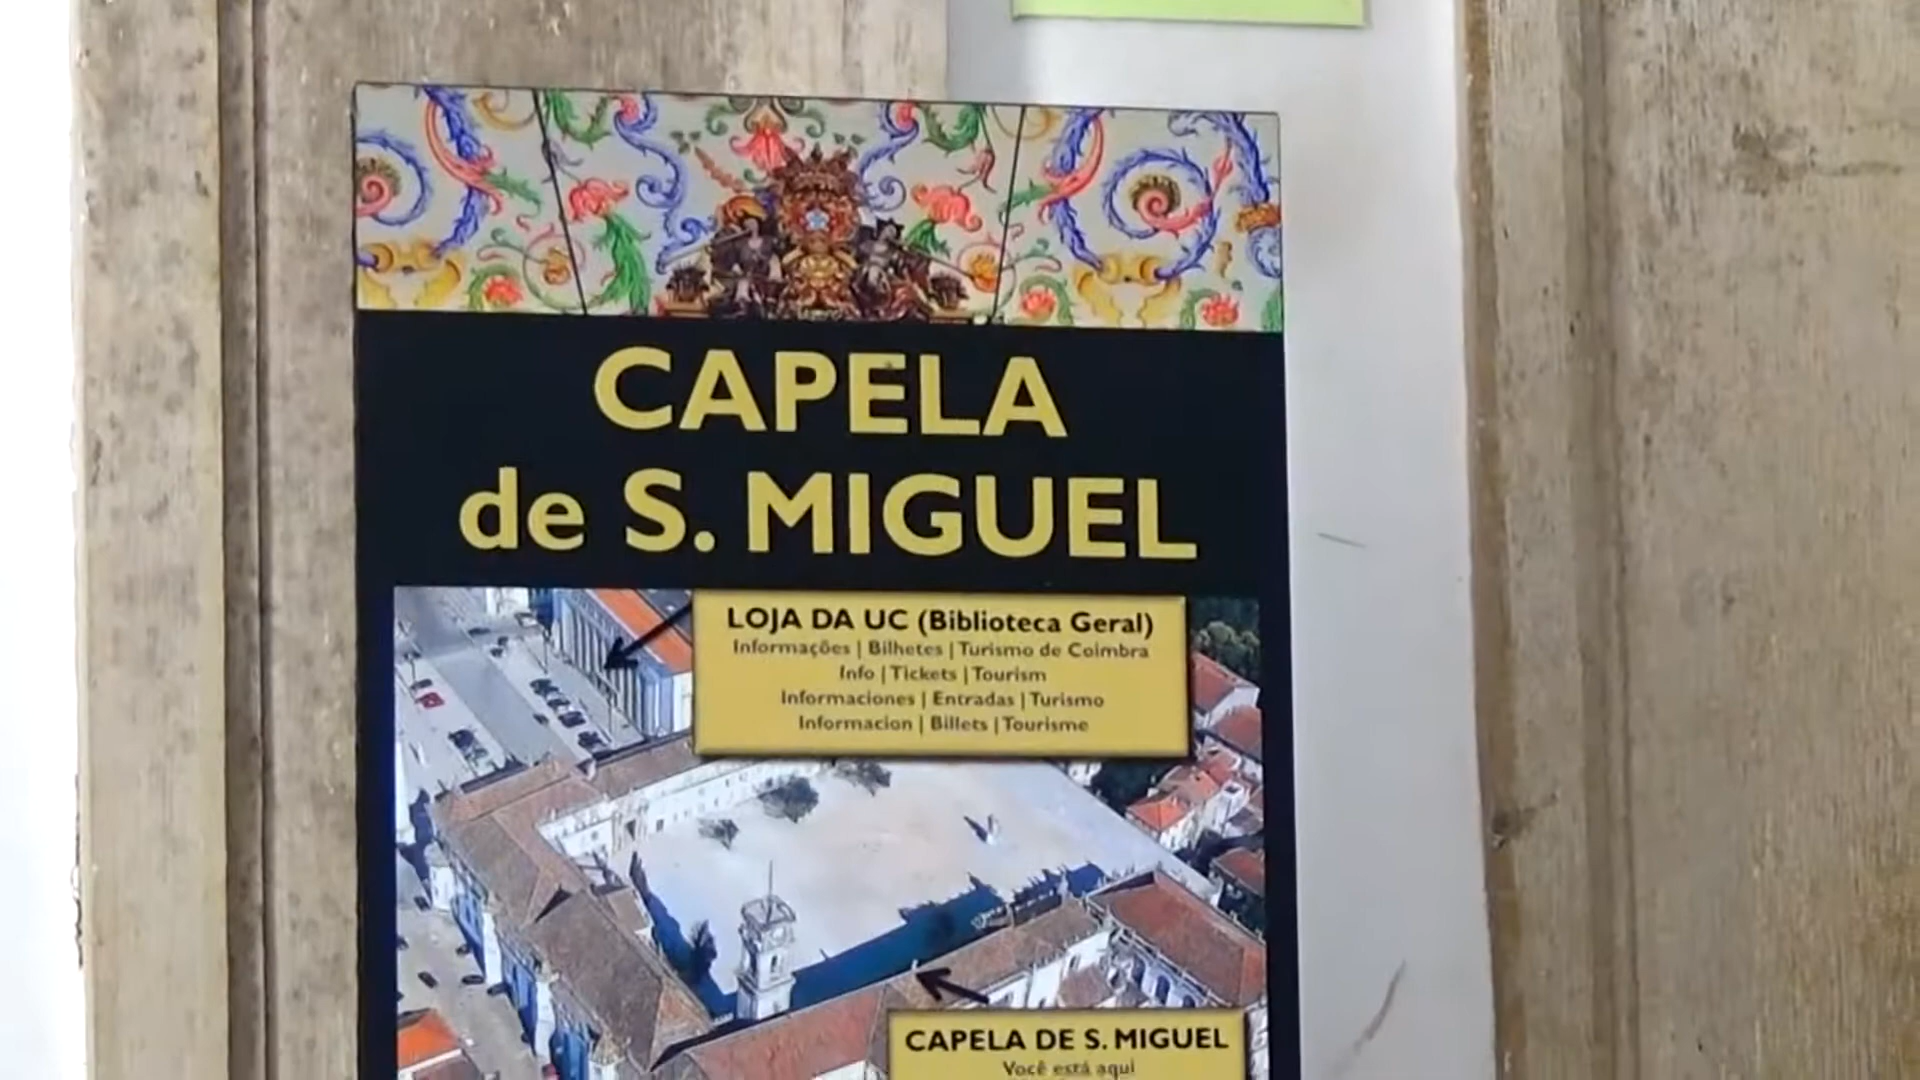 CAPELA
de S. MIGUEL
LOJA DA UC (Biblioteca Geral)
Informações | Bilhetes | Turismo de Coimbra
Info | Tickets | Tourism
Informaciones | Entradas | Turismo
Informacion | Billets | Tourisme
CAPELA DE S. MIGUEL
Você está aqui